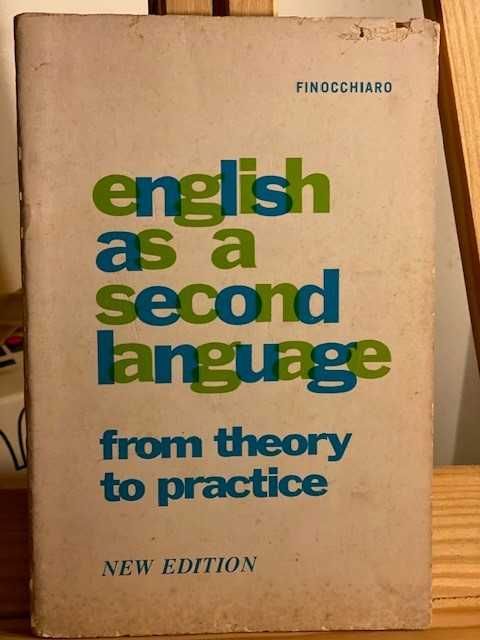 FINOCCHIARO
english
as a
second
language
from theory
to practice
NEW EDITION